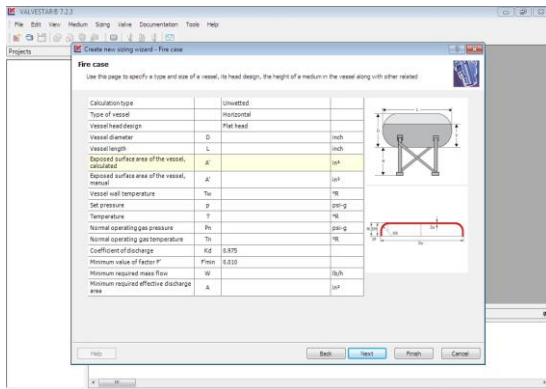 VALVESTAR® 7.2.3
File Edit View Medium Sizing Valve Documentation Tools Help
Projects
Create new sizing wizard - Fire case
Fire case
Use this page to specify a type and size of a vessel, its head design, the height of a medium in the vessel along with other related
Calculation type Unwetted
Type of vessel Horizontal
Vessel head design Flat head
Vessel diameter D inch
Vessel length L inch
Exposed surface area of the vessel, calculated A' in²
Exposed surface area of the vessel, manual A' in²
Vessel wall temperature Tw °R
Set pressure p psi-g
Temperature T °R
Normal operating gas pressure Pn psi-g
Normal operating gas temperature Tn °R
Coefficient of discharge Kd 0.975
Minimum value of factor F' F'min 0.010
Minimum required mass flow W lb/h
Minimum required effective discharge area A in²
L
Help Back Next Finish Cancel